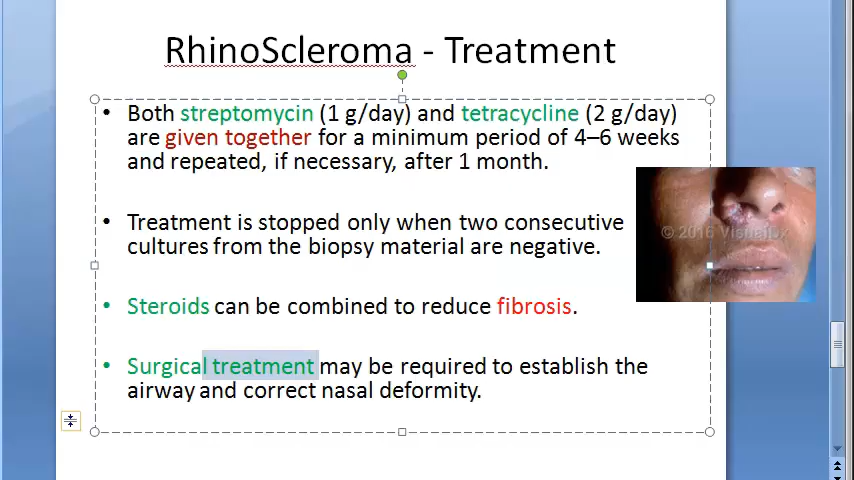 RhinoScleroma - Treatment
• Both streptomycin (1 g/day) and tetracycline (2 g/day)
are given together for a minimum period of 4–6 weeks
and repeated, if necessary, after 1 month.
• Treatment is stopped only when two consecutive
cultures from the biopsy material are negative.
© 2016
• Steroids can be combined to reduce fibrosis.
• Surgical treatment may be required to establish the
airway and correct nasal deformity.